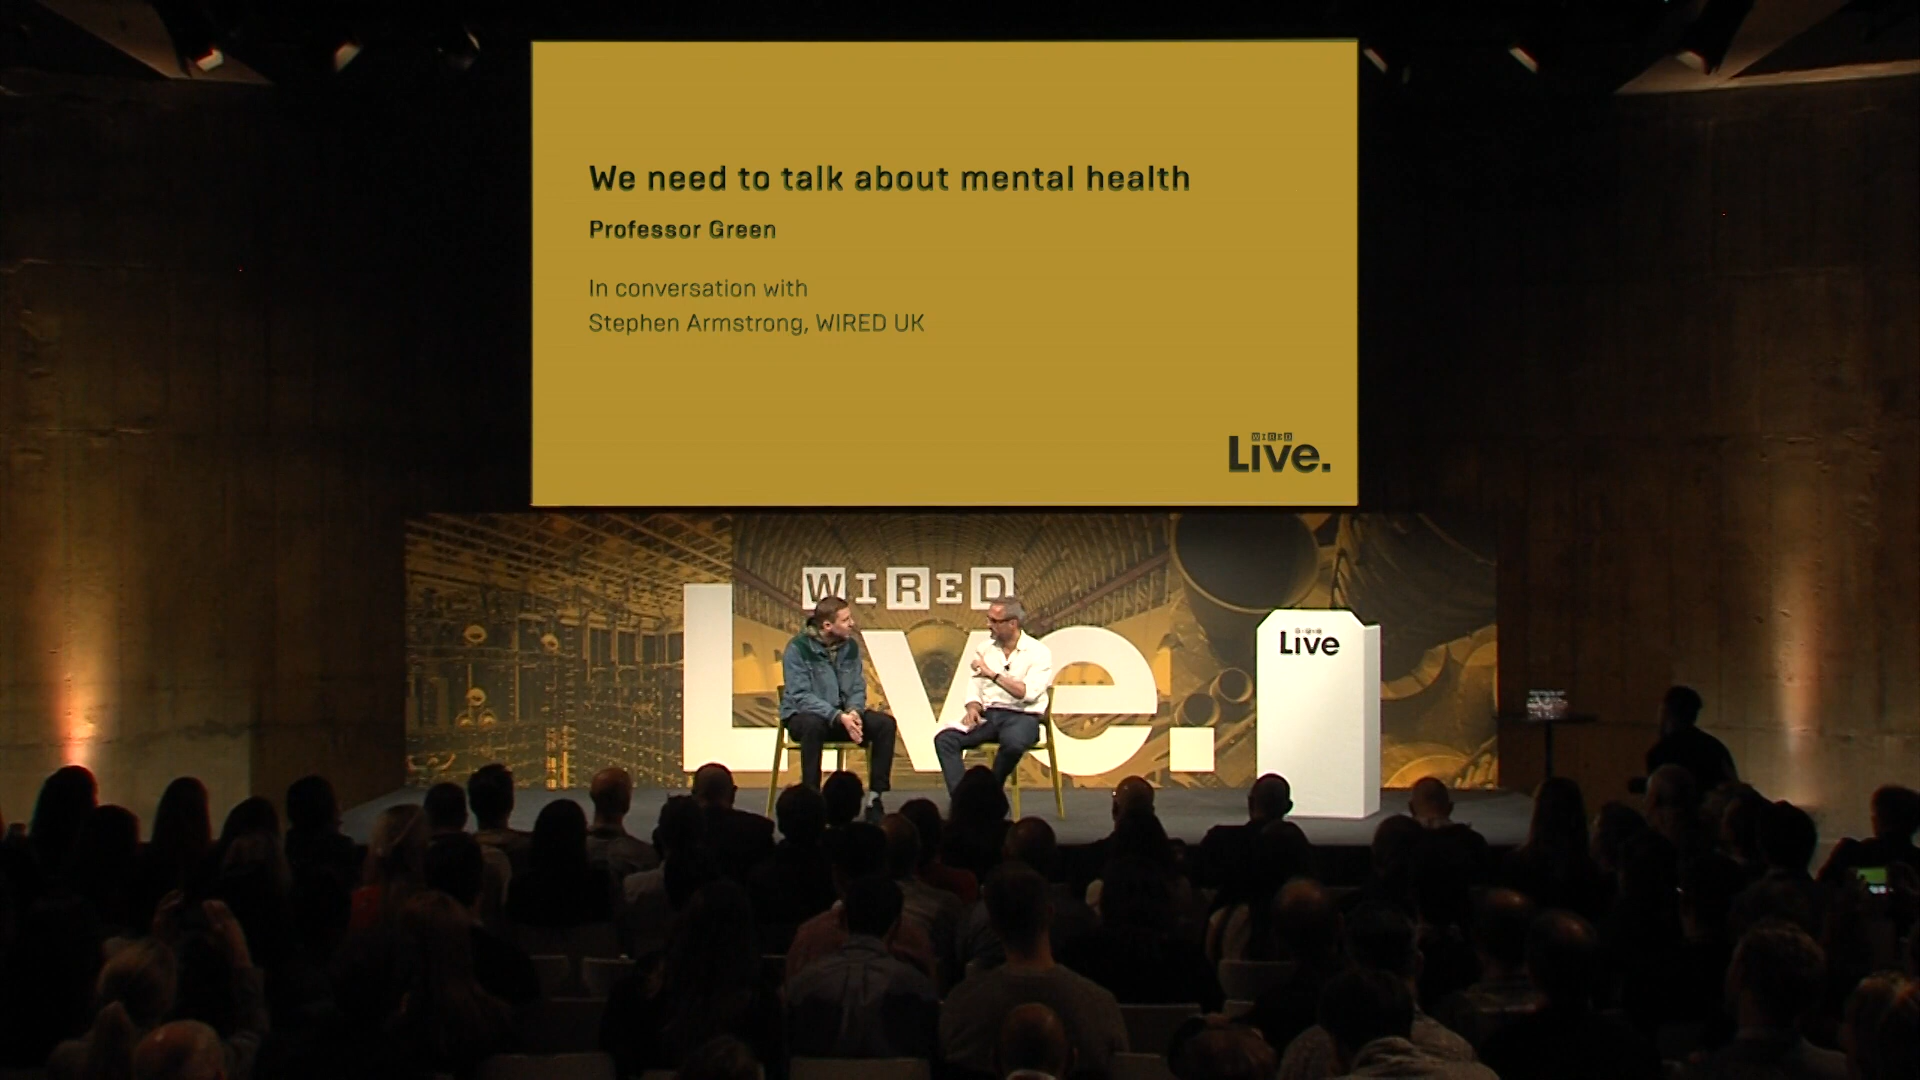 We need to talk about mental health
Professor Green
In conversation with
Stephen Armstrong, WIRED UK
WIRED
Live.
WIRED
Live.
WIRED
Live